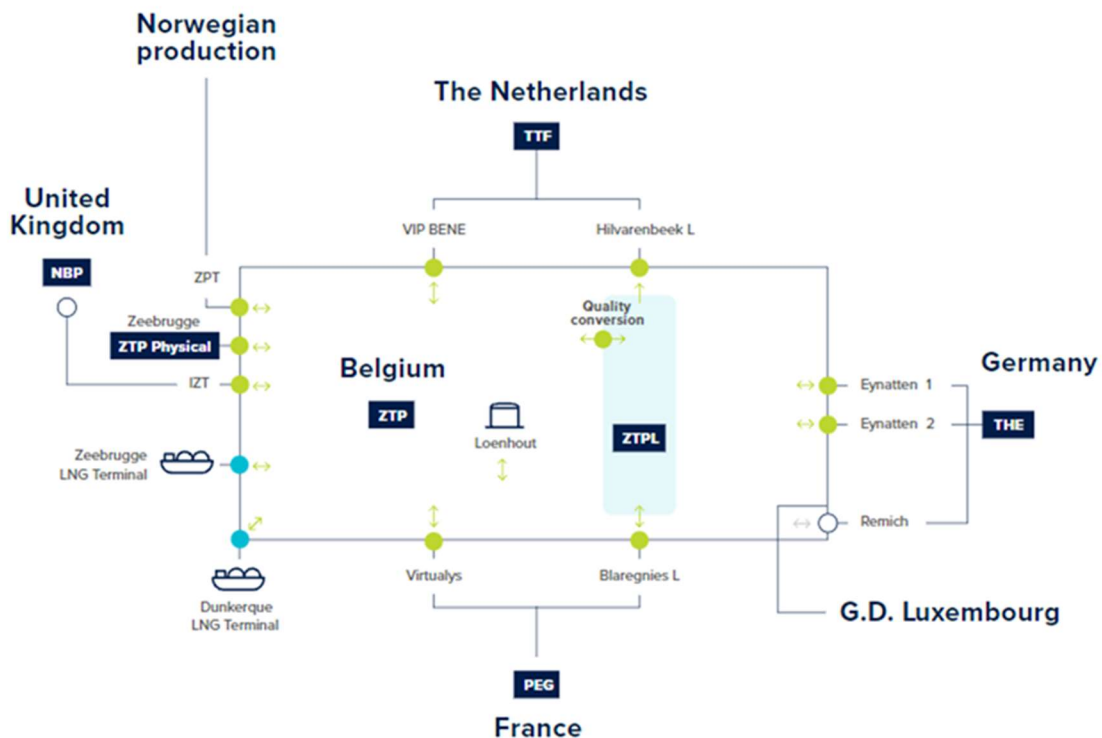 Norwegian
production
The Netherlands
TTF
United
Kingdom
NBP
VIP BENE
Hilvarenbeek L
ZPT
Zeebrugge
ZTP Physical
IZT
Quality
conversion
Belgium
ZTP
Loenhout
ZTPL
Germany
Eynatten 1
Eynatten 2
THE
Zeebrugge
LNG Terminal
Remich
Virtualys
Blaregnies L
Dunkerque
LNG Terminal
G.D. Luxembourg
PEG
France